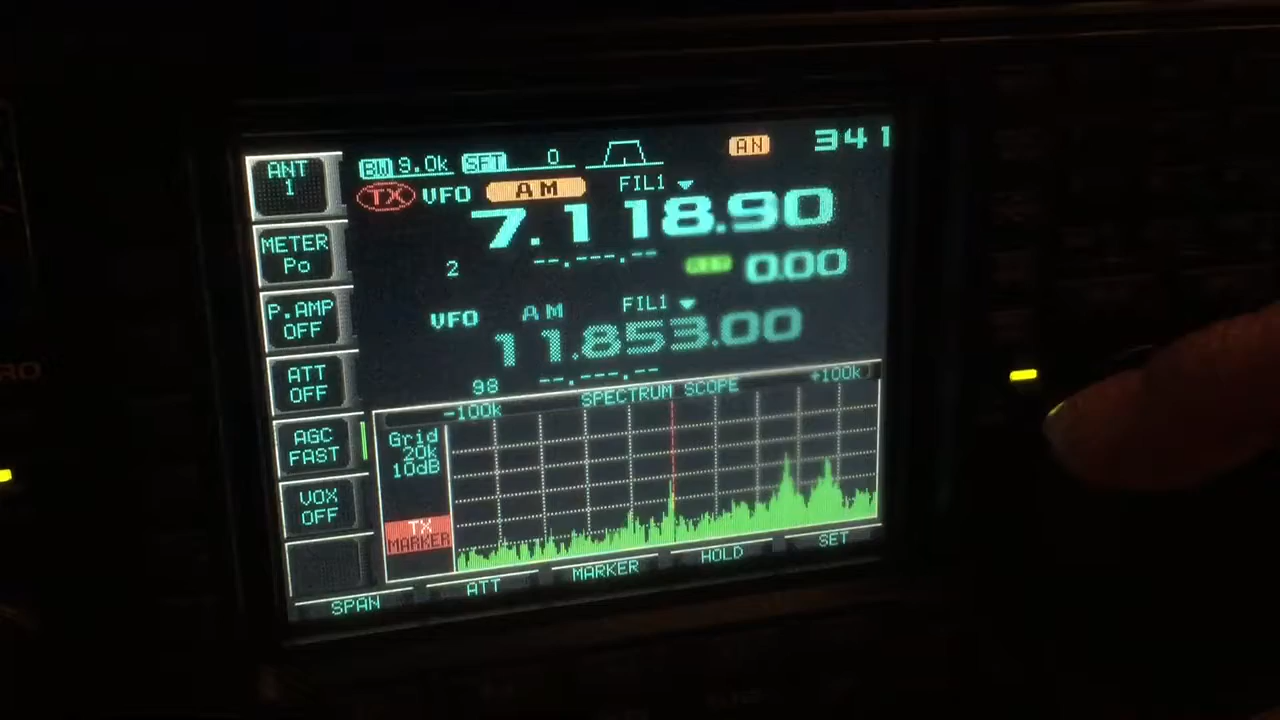 BW 9.0k SFT 0 AN 341
TX VFO AM FIL1
7.118.90
2 --.---.-- 0.00
VFO AM FIL1
11.853.00
98 --.---.--
ANT
1
METER
Po
P.AMP
OFF
ATT
OFF
AGC
FAST
VOX
OFF
SPECTRUM SCOPE
-100k +100k
Grid
20k
10dB
TX
MARKER
SPAN ATT MARKER HOLD SET
RO